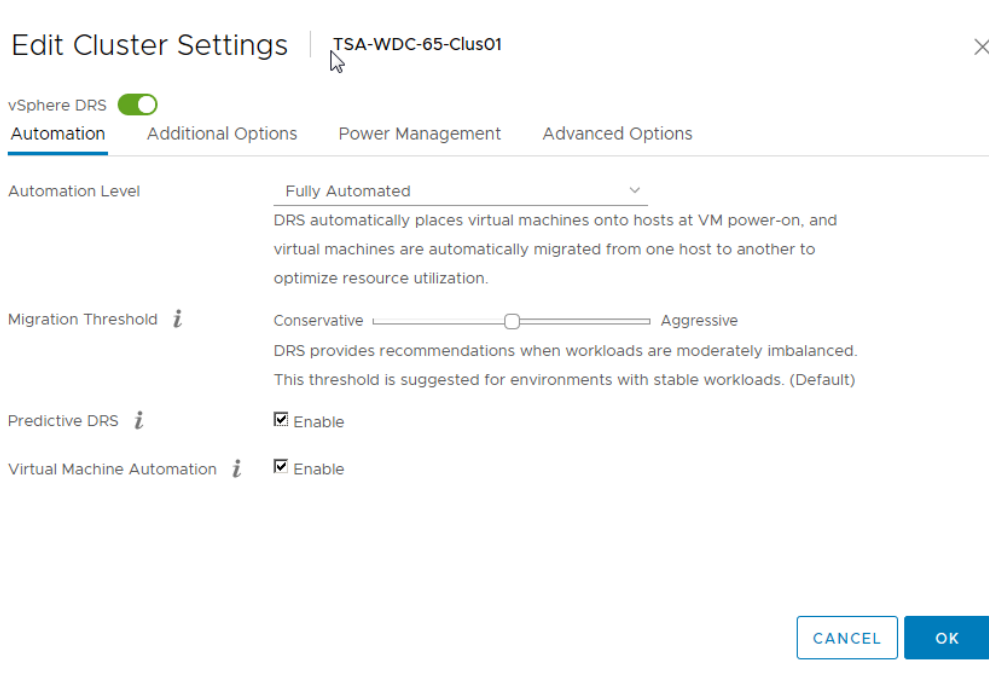 Edit Cluster Settings TSA-WDC-65-Clus01
vSphere DRS
Automation Additional Options Power Management Advanced Options
Automation Level Fully Automated
DRS automatically places virtual machines onto hosts at VM power-on, and
virtual machines are automatically migrated from one host to another to
optimize resource utilization.
Migration Threshold i Conservative Aggressive
DRS provides recommendations when workloads are moderately imbalanced.
This threshold is suggested for environments with stable workloads. (Default)
Predictive DRS i Enable
Virtual Machine Automation i Enable
CANCEL OK